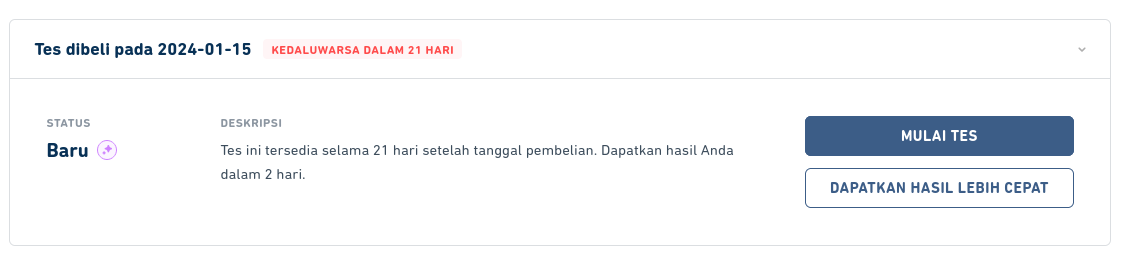 Tes dibeli pada 2024-01-15 KEDALUWARSA DALAM 21 HARI
STATUS
Baru
DESKRIPSI
Tes ini tersedia selama 21 hari setelah tanggal pembelian. Dapatkan hasil Anda
dalam 2 hari.
MULAI TES
DAPATKAN HASIL LEBIH CEPAT